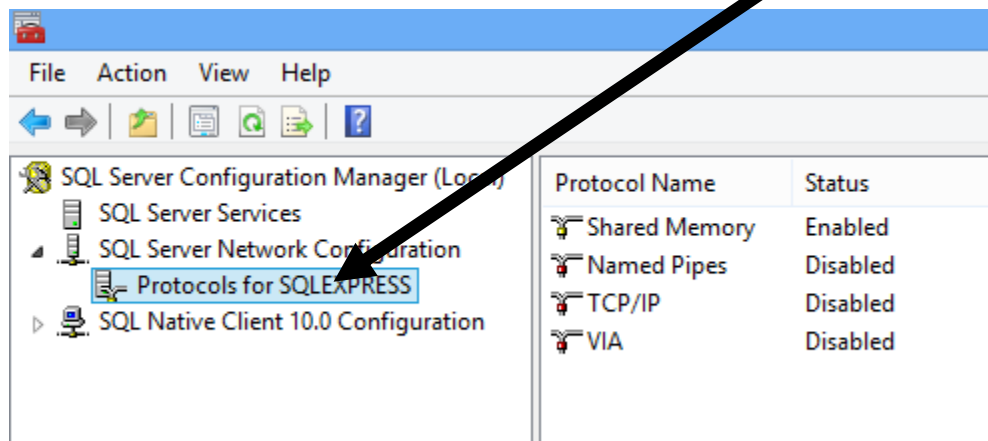 File Action View Help
SQL Server Configuration Manager (Local)
SQL Server Services
SQL Server Network Configuration
Protocols for SQLEXPRESS
SQL Native Client 10.0 Configuration
Protocol Name Status
Shared Memory Enabled
Named Pipes Disabled
TCP/IP Disabled
VIA Disabled